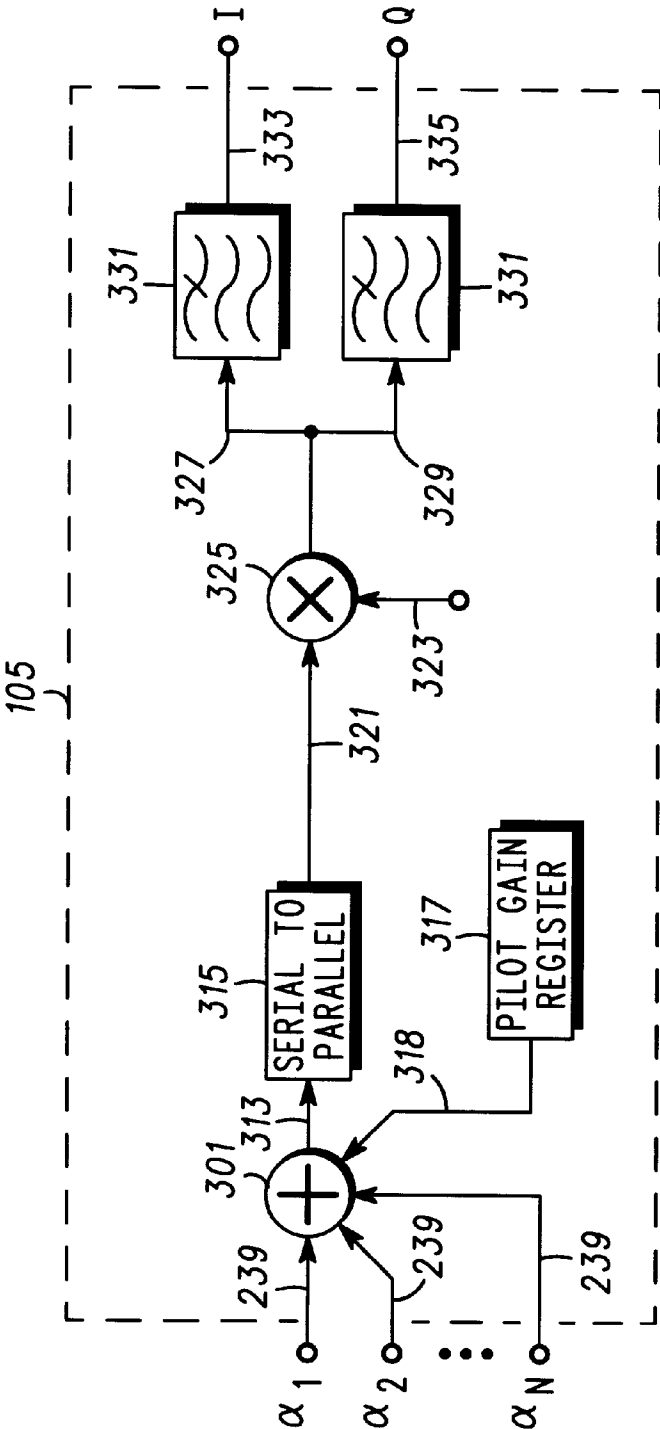 105
α1
α2
αN
239
239
239
301
313
315
SERIAL TO
PARALLEL
318
317
PILOT GAIN
REGISTER
321
325
323
327
329
331
331
333
335
I
Q